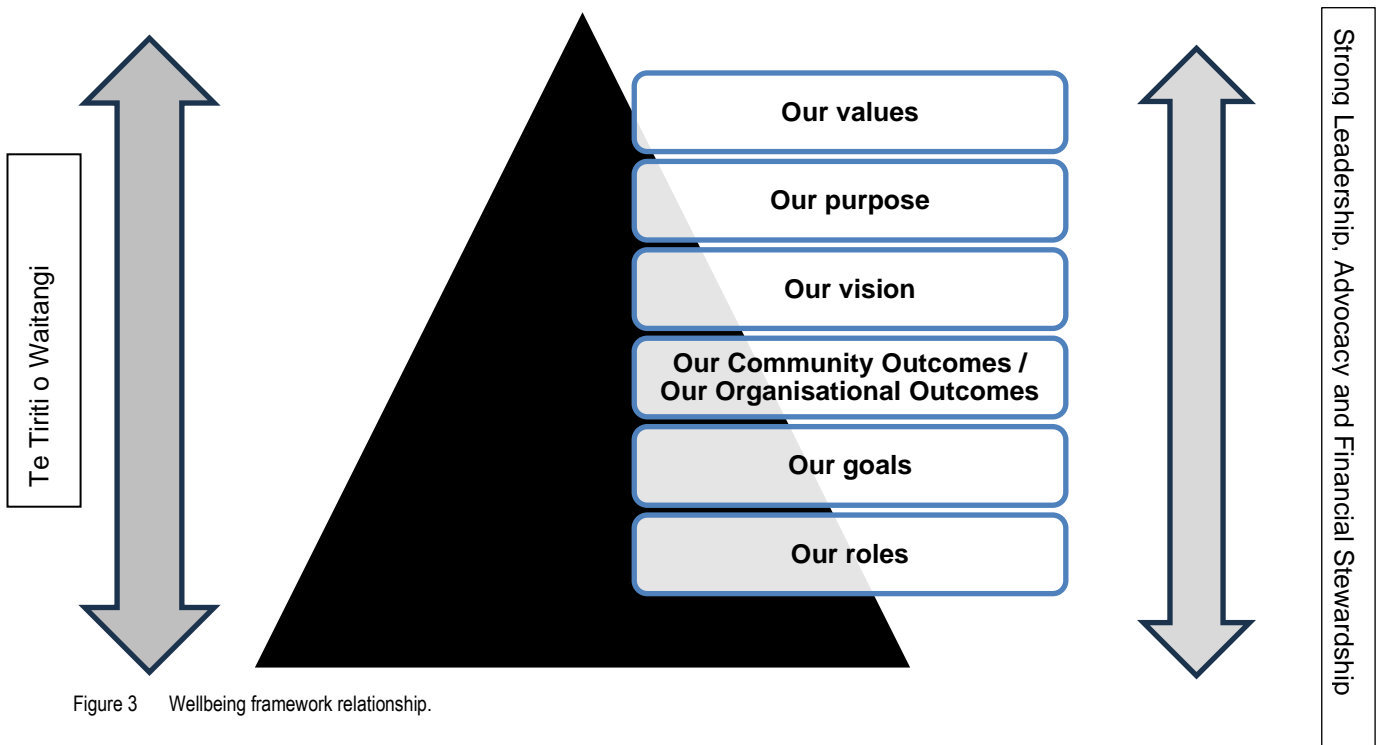 Te Tiriti o Waitangi
Our values
Our purpose
Our vision
Our Community Outcomes /
Our Organisational Outcomes
Our goals
Our roles
Strong Leadership, Advocacy and Financial Stewardship
Figure 3 Wellbeing framework relationship.